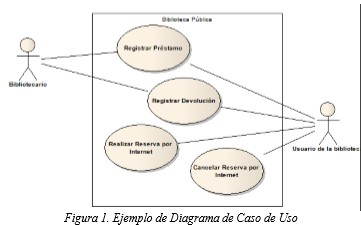 Biblioteca Pública
Registrar Préstamo
Bibliotecario
Registrar Devolución
Realizar Reserva por
Internet
Usuario de la bibliotec
Cancelar Reserva por
Internet
Figura 1. Ejemplo de Diagrama de Caso de Uso